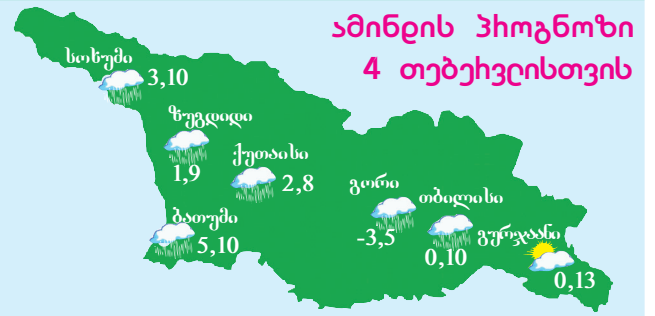 ამინდის პროგნოზი
4 თებერვლისთვის
სოხუმი
3,10
ზუგდიდი
1,9
ქუთაისი
2,8
გორი
-3,5
თბილისი
0,10
ბათუმი
5,10
გურჯაანი
0,13